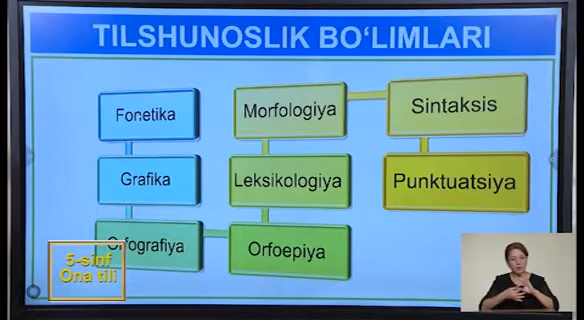 TILSHUNOSLIK BO‘LIMLARI
Fonetika
Grafika
Orfografiya
Orfoepiya
Leksikologiya
Morfologiya
Sintaksis
Punktuatsiya
5-sinf
Ona tili